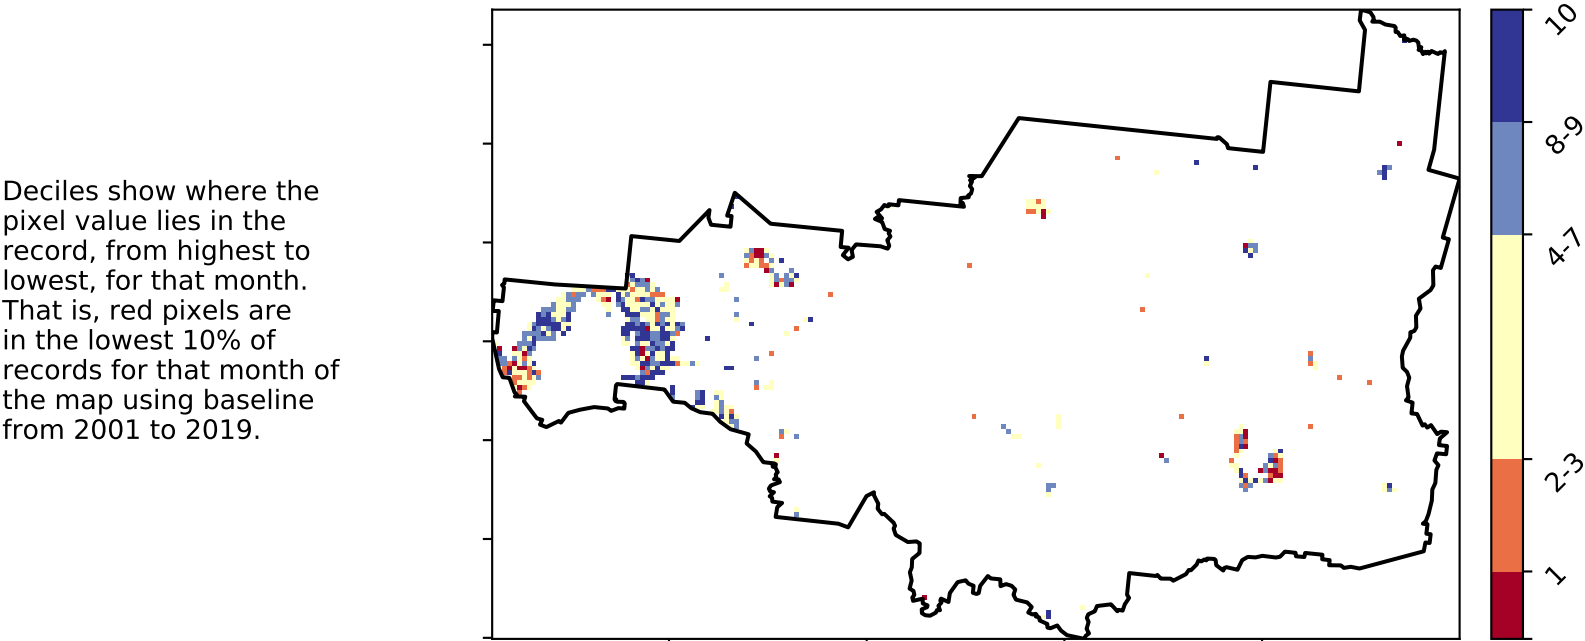 Deciles show where the
pixel value lies in the
record, from highest to
lowest, for that month.
That is, red pixels are
in the lowest 10% of
records for that month of
the map using baseline
from 2001 to 2019.
10
8-9
4-7
2-3
1